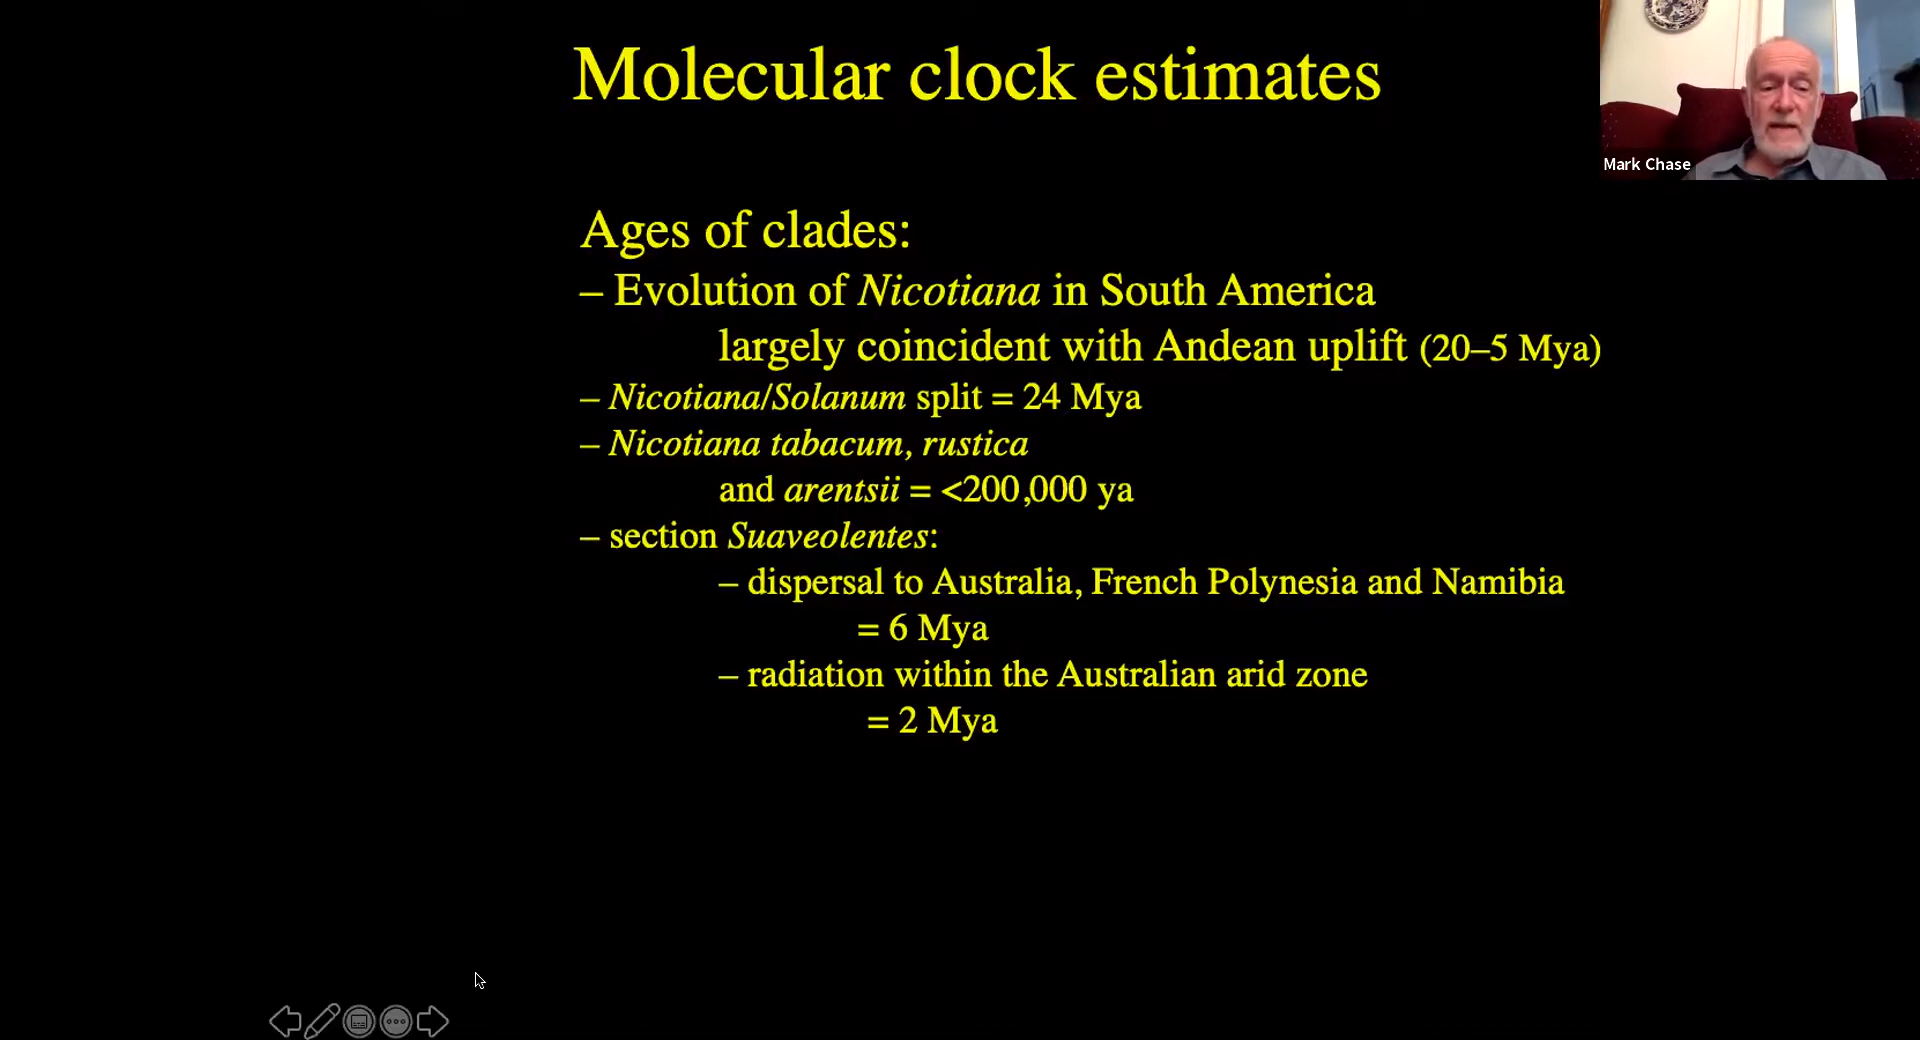 Molecular clock estimates
Mark Chase
Ages of clades:
– Evolution of Nicotiana in South America
largely coincident with Andean uplift (20–5 Mya)
– Nicotiana/Solanum split = 24 Mya
– Nicotiana tabacum, rustica
and arentsii = <200,000 ya
– section Suaveolentes:
– dispersal to Australia, French Polynesia and Namibia
= 6 Mya
– radiation within the Australian arid zone
= 2 Mya